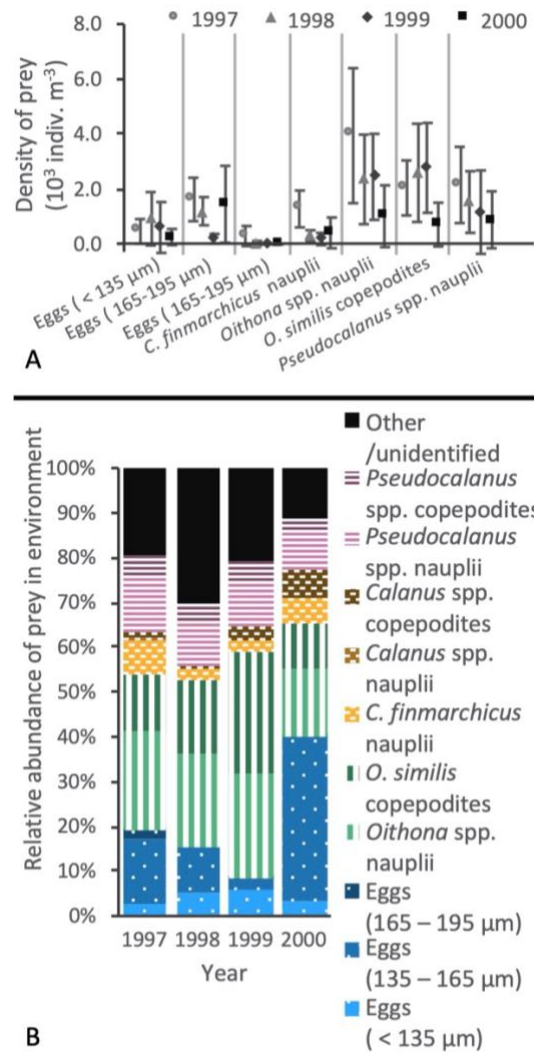 1997 1998 1999 2000
8.0
6.0
4.0
2.0
0.0
Density of prey
(10³ indiv. m⁻³)
Eggs ( < 135 µm)
Eggs ( 165-195 µm)
Eggs ( 165-195 µm)
C. finmarchicus nauplii
Oithona spp. nauplii
O. similis copepodites
Pseudocalanus spp. nauplii
A
Relative abundance of prey in environment
100%
90%
80%
70%
60%
50%
40%
30%
20%
10%
0%
1997 1998 1999 2000
Year
Other
/unidentified
Pseudocalanus
spp. copepodites
Pseudocalanus
spp. nauplii
Calanus spp.
copepodites
Calanus spp.
nauplii
C. finmarchicus
nauplii
O. similis
copepodites
Oithona spp.
nauplii
Eggs
(165 – 195 µm)
Eggs
(135 – 165 µm)
Eggs
( < 135 µm)
B